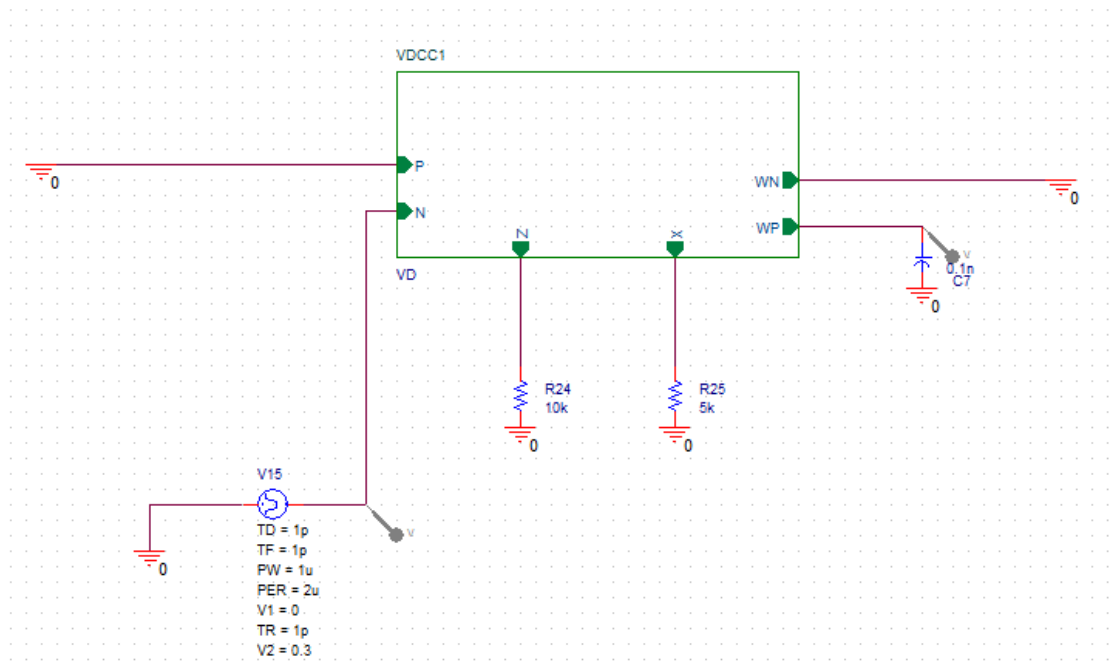 VDCC1
P
0
N
WN
0
WP
Z
X
VD
V
0.1n
C7
0
R24
10k
R25
5k
0
0
V15
V
TD = 1p
TF = 1p
PW = 1u
PER = 2u
V1 = 0
TR = 1p
V2 = 0.3
0